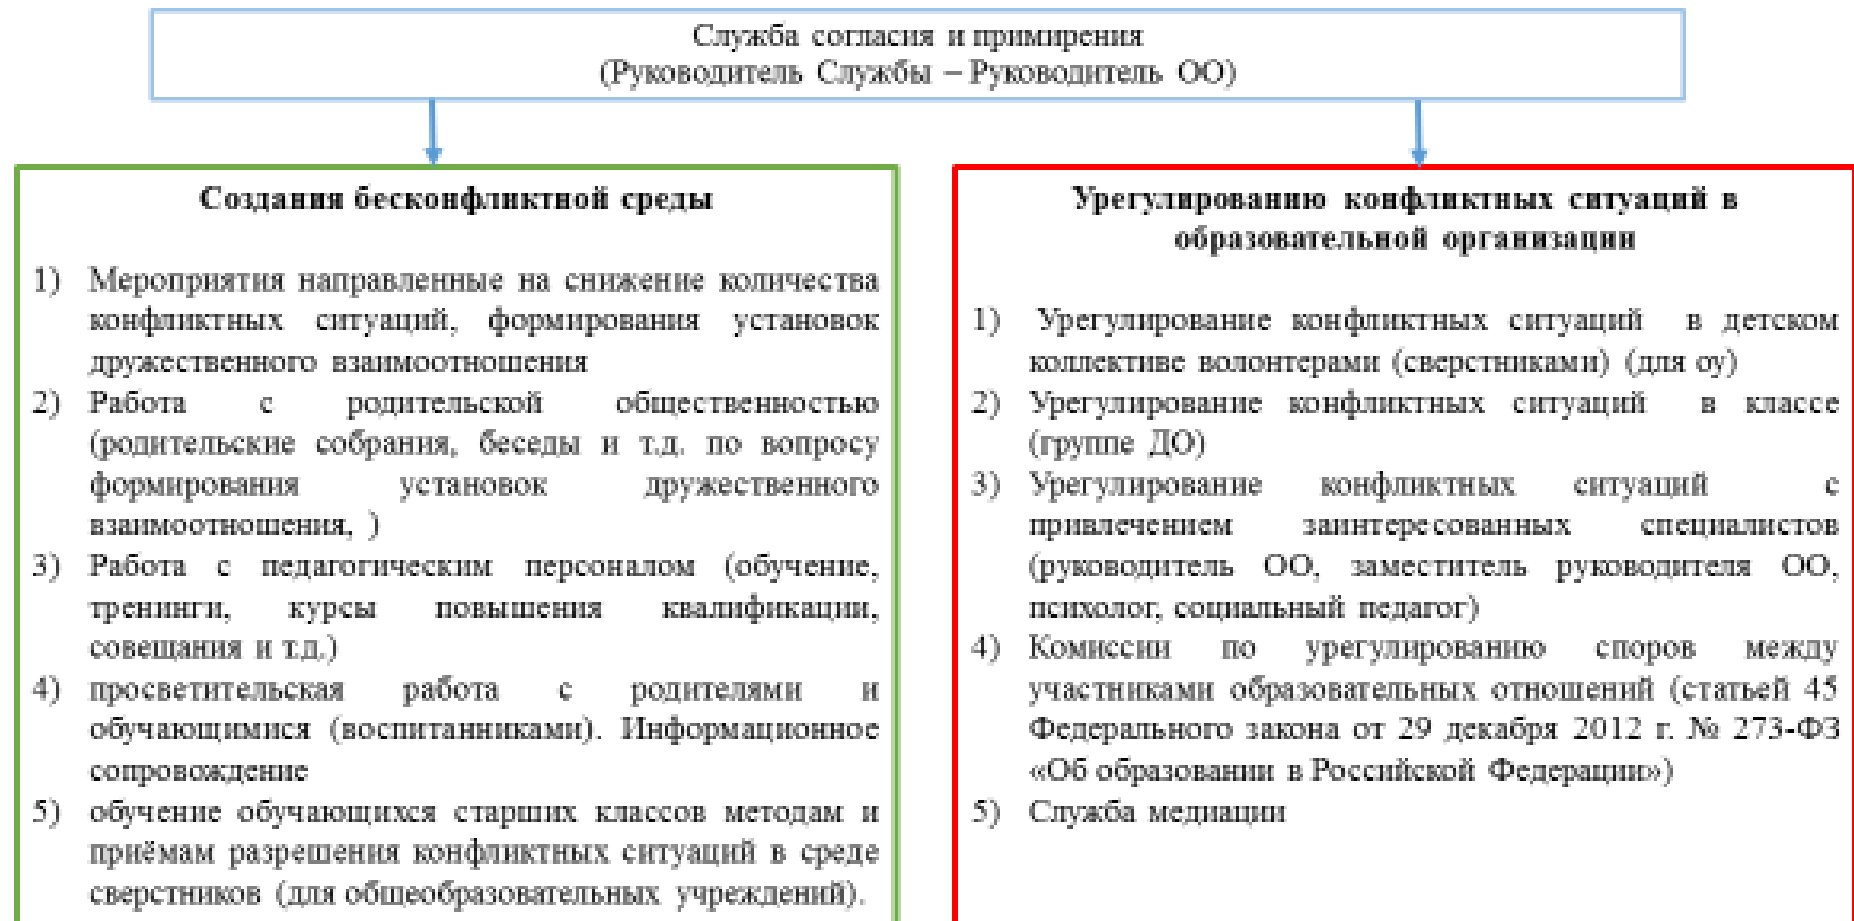 Служба согласия и примирения
(Руководитель Службы – Руководитель ОО)
Создания бесконфликтной среды
1) Мероприятия направленные на снижение количества
конфликтных ситуаций, формирования установок
дружественного взаимоотношения
2) Работа с родительской общественностью
(родительские собрания, беседы и т.д. по вопросу
формирования установок дружественного
взаимоотношения, )
3) Работа с педагогическим персоналом (обучение,
тренинги, курсы повышения квалификации,
совещания и т.д.)
4) просветительская работа с родителями и
обучающимися (воспитанниками). Информационное
сопровождение
5) обучение обучающихся старших классов методам и
приёмам разрешения конфликтных ситуаций в среде
сверстников (для общеобразовательных учреждений).
Урегулированию конфликтных ситуаций в
образовательной организации
1) Урегулирование конфликтных ситуаций в детском
коллективе волонтерами (сверстниками) (для оу)
2) Урегулирование конфликтных ситуаций в классе
(группе ДО)
3) Урегулирование конфликтных ситуаций с
привлечением заинтересованных специалистов
(руководитель ОО, заместитель руководителя ОО,
психолог, социальный педагог)
4) Комиссии по урегулированию споров между
участниками образовательных отношений (статьей 45
Федерального закона от 29 декабря 2012 г. № 273-ФЗ
«Об образовании в Российской Федерации»)
5) Служба медиации